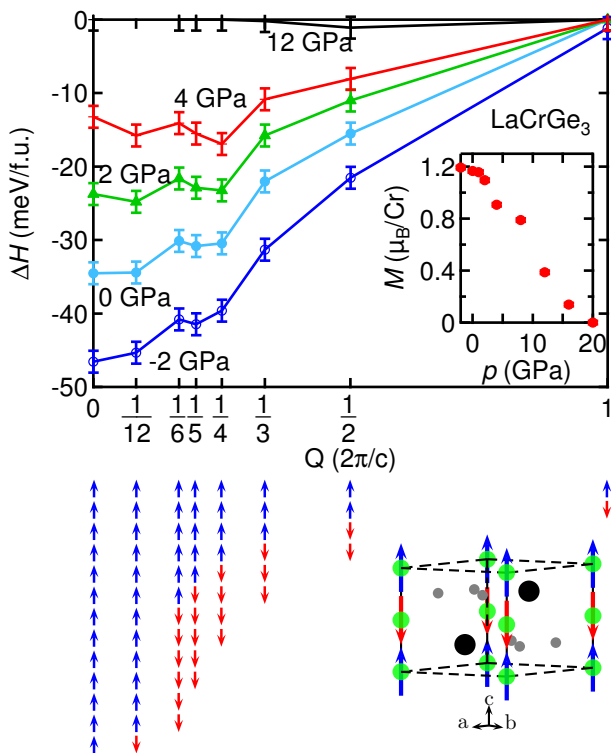 0
-10
-20
-30
-40
-50
ΔH (meV/f.u.)
12 GPa
4 GPa
2 GPa
0 GPa
-2 GPa
LaCrGe3
1.2
0.8
0.4
0
M (μB/Cr)
0 10 20
p (GPa)
0 1/12 1/6 1/5 1/4 1/3 1/2 1
Q (2π/c)
c
a b